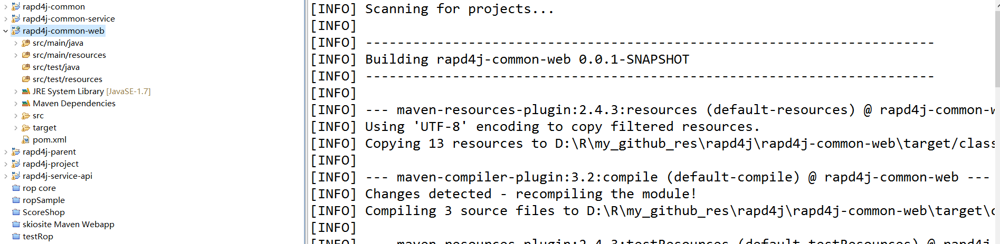 rapd4j-common
rapd4j-common-service
rapd4j-common-web
src/main/java
src/main/resources
src/test/java
src/test/resources
JRE System Library [JavaSE-1.7]
Maven Dependencies
src
target
pom.xml
rapd4j-parent
rapd4j-project
rapd4j-service-api
rop core
ropSample
ScoreShop
skiosite Maven Webapp
testRop
[INFO] Scanning for projects...
[INFO]
[INFO] ------------------------------------------------------------------------
[INFO] Building rapd4j-common-web 0.0.1-SNAPSHOT
[INFO] ------------------------------------------------------------------------
[INFO]
[INFO] --- maven-resources-plugin:2.4.3:resources (default-resources) @ rapd4j-common-w
[INFO] Using 'UTF-8' encoding to copy filtered resources.
[INFO] Copying 13 resources to D:\R\my_github_res\rapd4j\rapd4j-common-web\target/class
[INFO]
[INFO] --- maven-compiler-plugin:3.2:compile (default-compile) @ rapd4j-common-web ---
[INFO] Changes detected - recompiling the module!
[INFO] Compiling 3 source files to D:\R\my_github_res\rapd4j\rapd4j-common-web\target\c
[INFO]
[INFO] --- maven-resources-plugin:2.4.3:testResources (default-testResources) @ rapd4j